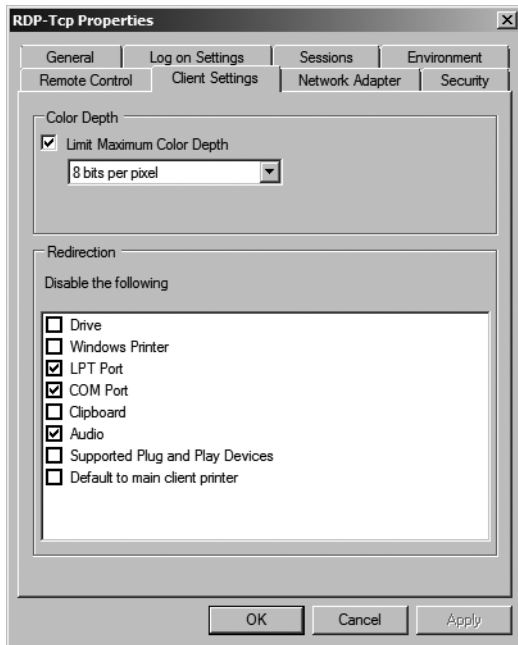 RDP-Tcp Properties
General Log on Settings Sessions Environment
Remote Control Client Settings Network Adapter Security
Color Depth
Limit Maximum Color Depth
8 bits per pixel
Redirection
Disable the following
Drive
Windows Printer
LPT Port
COM Port
Clipboard
Audio
Supported Plug and Play Devices
Default to main client printer
OK Cancel Apply